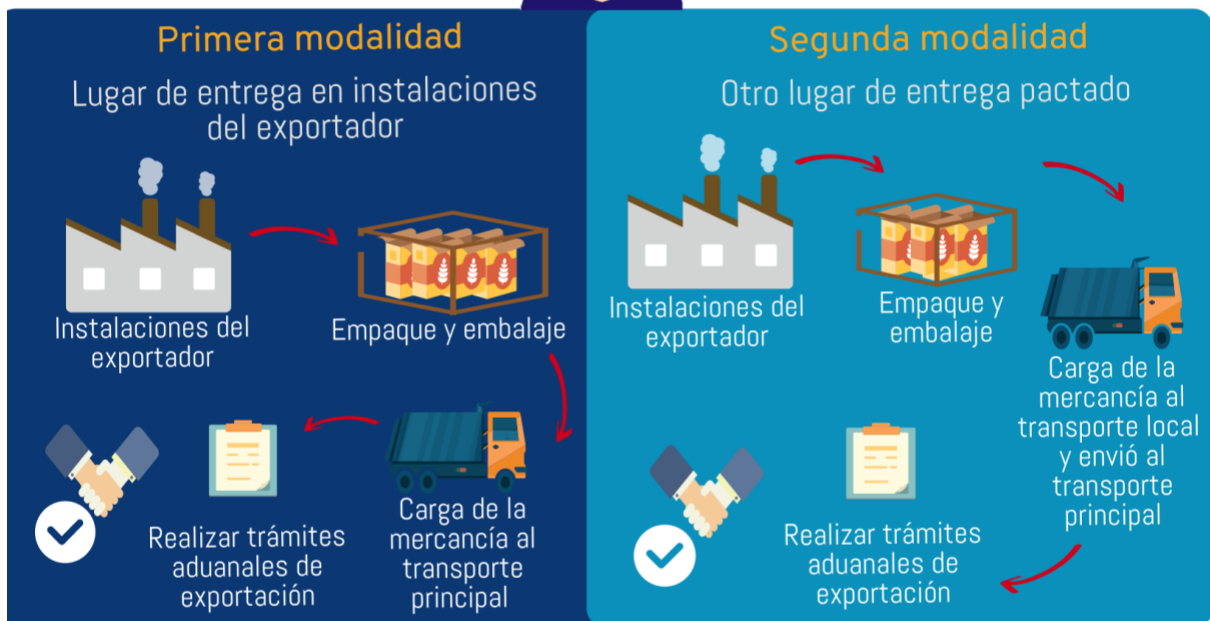 Primera modalidad
Lugar de entrega en instalaciones
del exportador
Instalaciones del
exportador
Empaque y embalaje
Carga de la
mercancía al
transporte
principal
Realizar trámites
aduanales de
exportación
Segunda modalidad
Otro lugar de entrega pactado
Instalaciones del
exportador
Empaque y
embalaje
Carga de la
mercancía al
transporte local
y envió al
transporte
principal
Realizar trámites
aduanales de
exportación